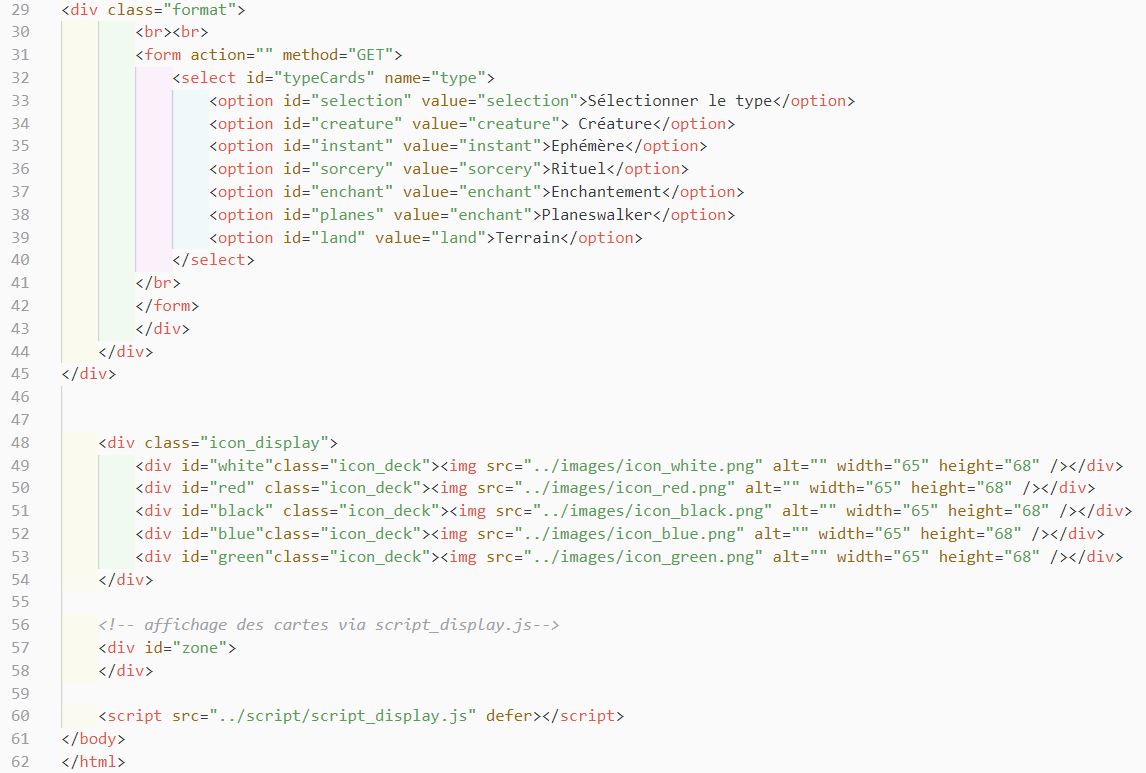 29 <div class="format">
30 <br><br>
31 <form action="" method="GET">
32 <select id="typeCards" name="type">
33 <option id="selection" value="selection">Sélectionner le type</option>
34 <option id="creature" value="creature"> Créature</option>
35 <option id="instant" value="instant">Ephémère</option>
36 <option id="sorcery" value="sorcery">Rituel</option>
37 <option id="enchant" value="enchant">Enchantement</option>
38 <option id="planes" value="enchant">Planeswalker</option>
39 <option id="land" value="land">Terrain</option>
40 </select>
41 </br>
42 </form>
43 </div>
44 </div>
45 </div>
46
47
48 <div class="icon_display">
49 <div id="white"class="icon_deck"><img src="../images/icon_white.png" alt="" width="65" height="68" /></div>
50 <div id="red" class="icon_deck"><img src="../images/icon_red.png" alt="" width="65" height="68" /></div>
51 <div id="black" class="icon_deck"><img src="../images/icon_black.png" alt="" width="65" height="68" /></div>
52 <div id="blue"class="icon_deck"><img src="../images/icon_blue.png" alt="" width="65" height="68" /></div>
53 <div id="green"class="icon_deck"><img src="../images/icon_green.png" alt="" width="65" height="68" /></div>
54 </div>
55
56 <!-- affichage des cartes via script_display.js-->
57 <div id="zone">
58 </div>
59
60 <script src="../script/script_display.js" defer></script>
61 </body>
62 </html>